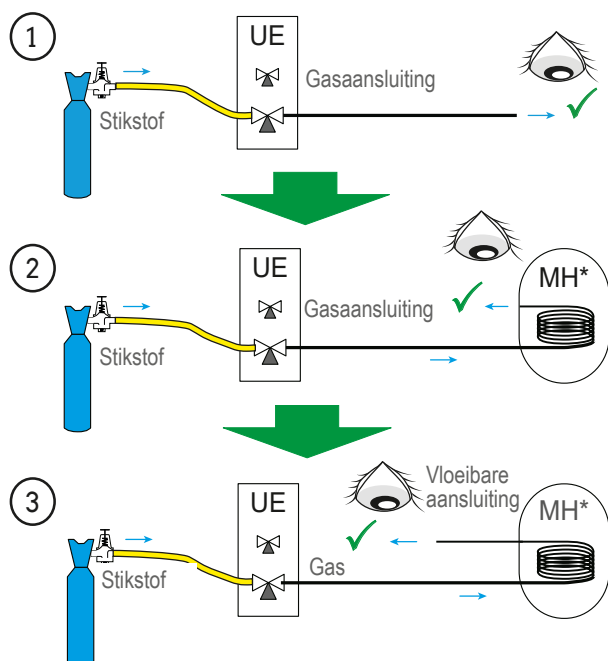 1
UE
Gasaansluiting
Stikstof
2
UE
MH*
Gasaansluiting
Stikstof
3
UE
Vloeibare
aansluiting
MH*
Gas
Stikstof